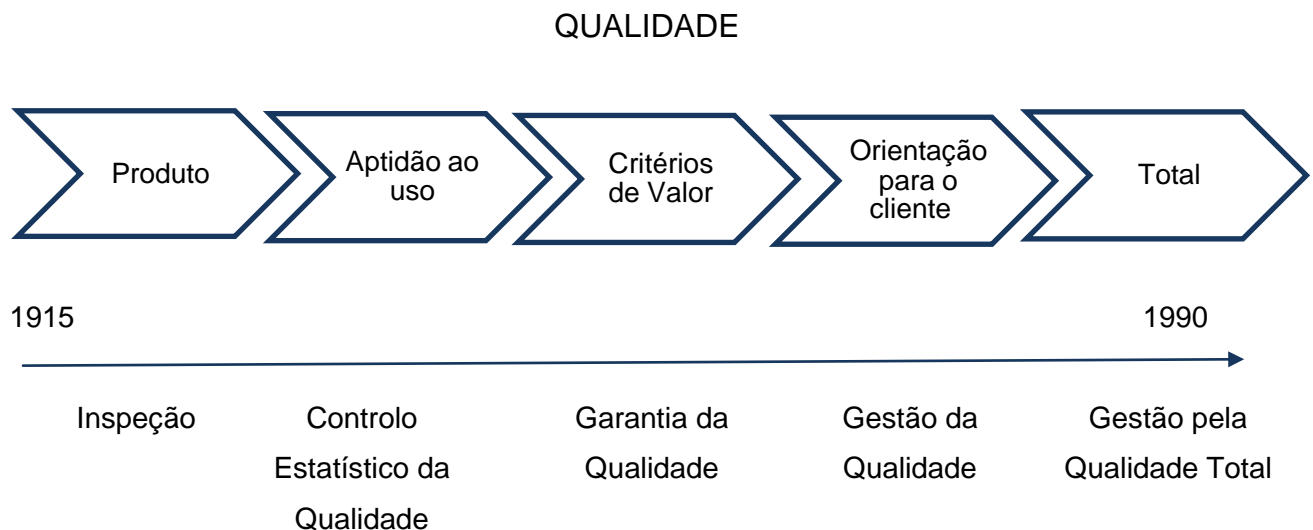 QUALIDADE
Produto
Aptidão ao
uso
Critérios
de Valor
Orientação
para o
cliente
Total
1915
1990
Inspeção
Controlo
Estatístico da
Qualidade
Garantia da
Qualidade
Gestão da
Qualidade
Gestão pela
Qualidade Total